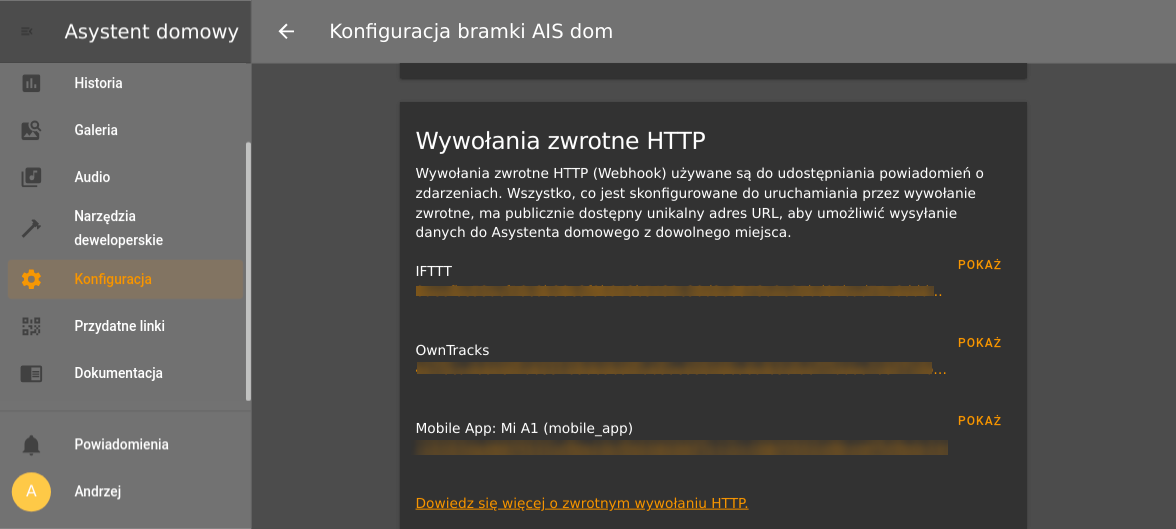 Asystent domowy
Historia
Galeria
Audio
Narzędzia
deweloperskie
Konfiguracja
Przydatne linki
Dokumentacja
Powiadomienia
A
Andrzej
Konfiguracja bramki AIS dom
Wywołania zwrotne HTTP
Wywołania zwrotne HTTP (Webhook) używane są do udostępniania powiadomień o
zdarzeniach. Wszystko, co jest skonfigurowane do uruchamiania przez wywołanie
zwrotne, ma publicznie dostępny unikalny adres URL, aby umożliwić wysyłanie
danych do Asystenta domowego z dowolnego miejsca.
IFTTT
POKAŻ
OwnTracks
POKAŻ
Mobile App: Mi A1 (mobile_app)
POKAŻ
Dowiedz się więcej o zwrotnym wywołaniu HTTP.